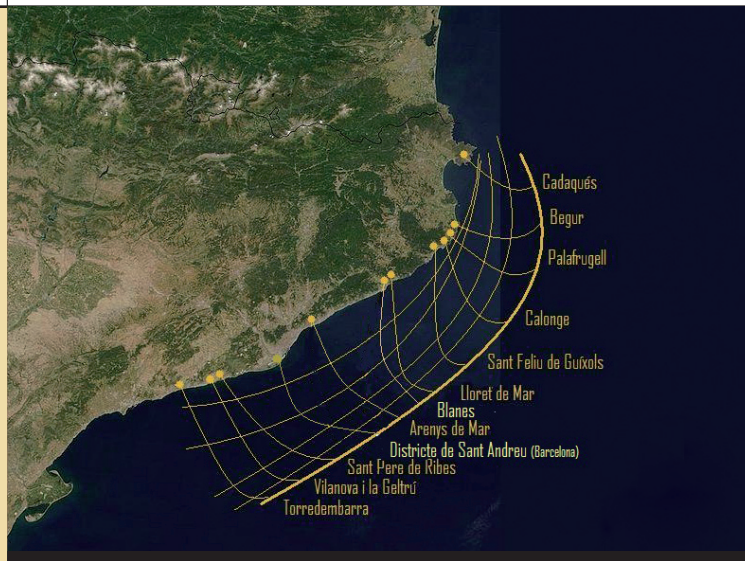 Cadaqués
Begur
Palafrugell
Calonge
Sant Feliu de Guíxols
Lloret de Mar
Blanes
Arenys de Mar
Districte de Sant Andreu (Barcelona)
Sant Pere de Ribes
Vilanova i la Geltrú
Torredembarra